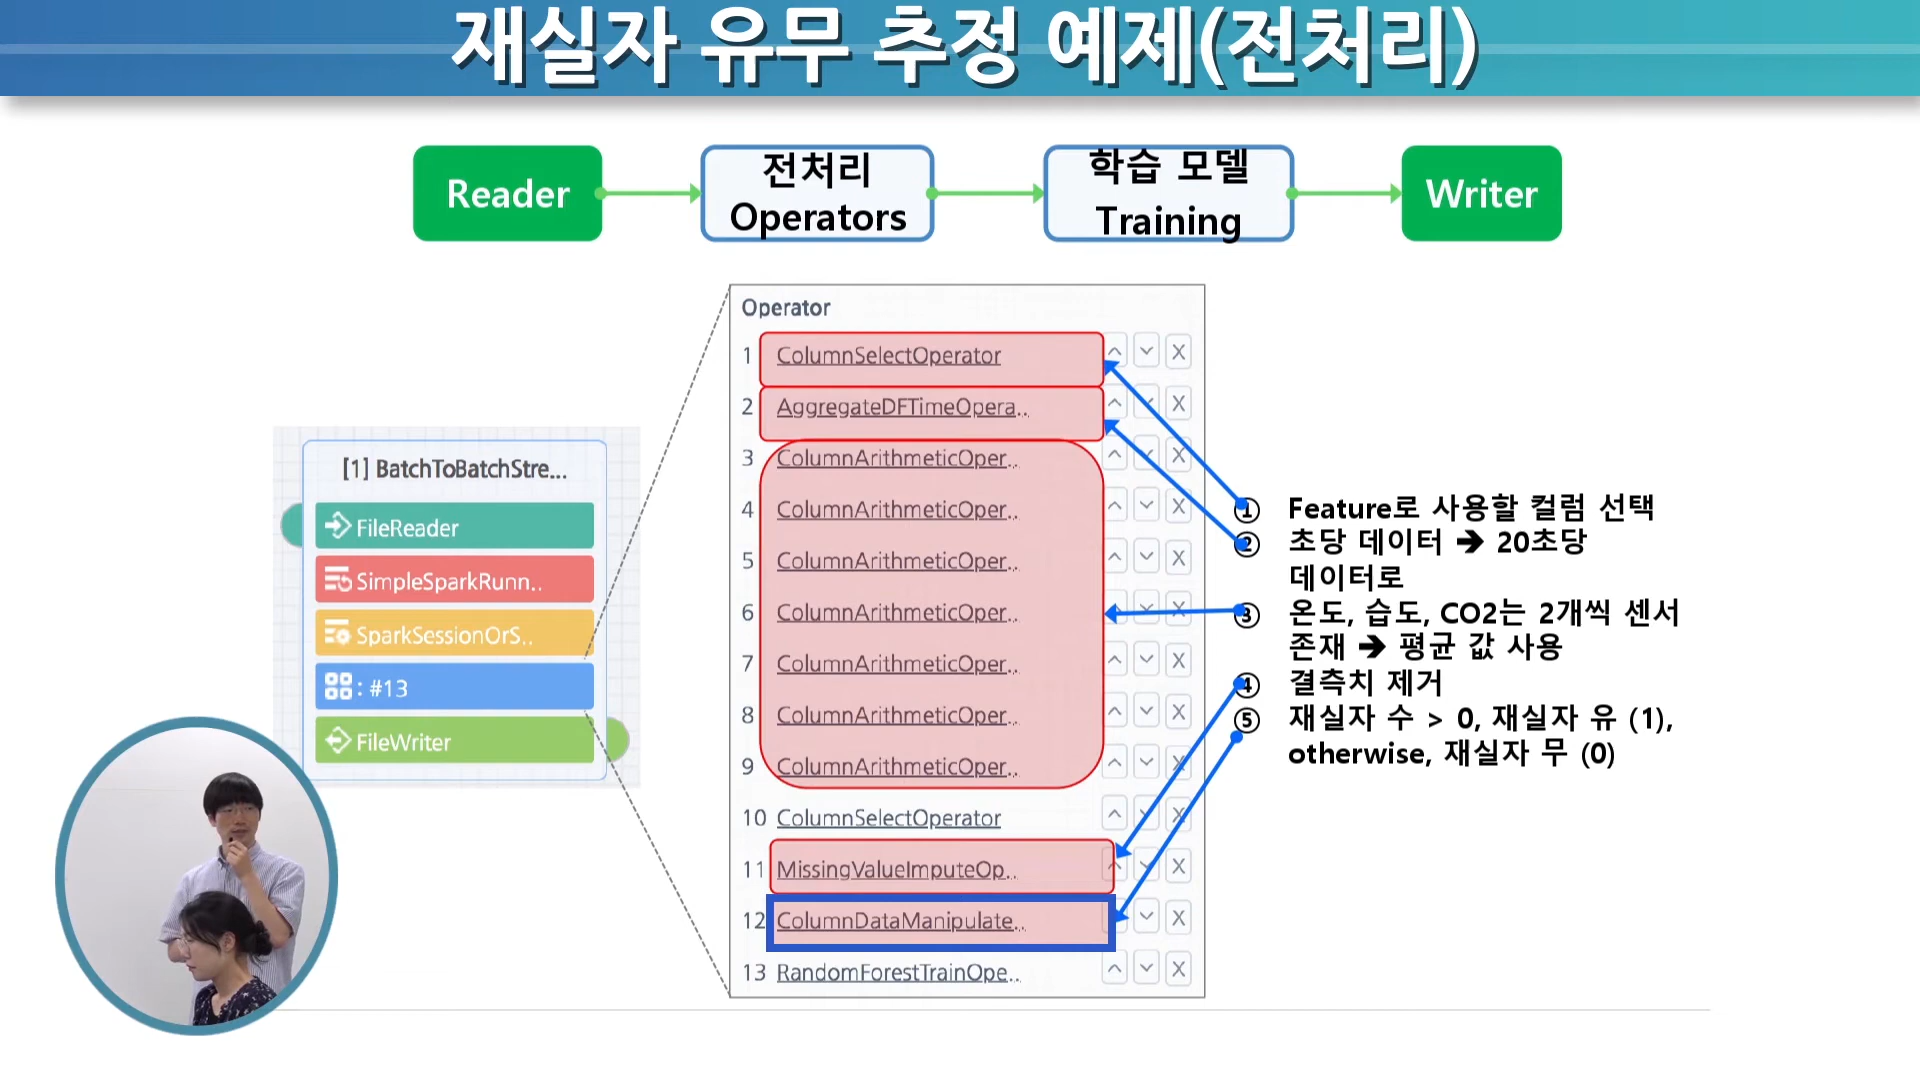 재실자 유무 추정 예제(전처리)
Reader
전처리
Operators
학습 모델
Training
Writer
[1] BatchToBatchStre...
FileReader
SimpleSparkRunn..
SparkSessionOrS..
: #13
FileWriter
Operator
1 ColumnSelectOperator
2 AggregateDFTimeOpera..
3 ColumnArithmeticOper..
4 ColumnArithmeticOper..
5 ColumnArithmeticOper..
6 ColumnArithmeticOper..
7 ColumnArithmeticOper..
8 ColumnArithmeticOper..
9 ColumnArithmeticOper..
10 ColumnSelectOperator
11 MissingValueImputeOp..
12 ColumnDataManipulate..
13 RandomForestTrainOpe..
① Feature로 사용할 컬럼 선택
② 초당 데이터 → 20초당
데이터로
③ 온도, 습도, CO2는 2개씩 센서
존재 → 평균 값 사용
④ 결측치 제거
⑤ 재실자 수 > 0, 재실자 유 (1),
otherwise, 재실자 무 (0)